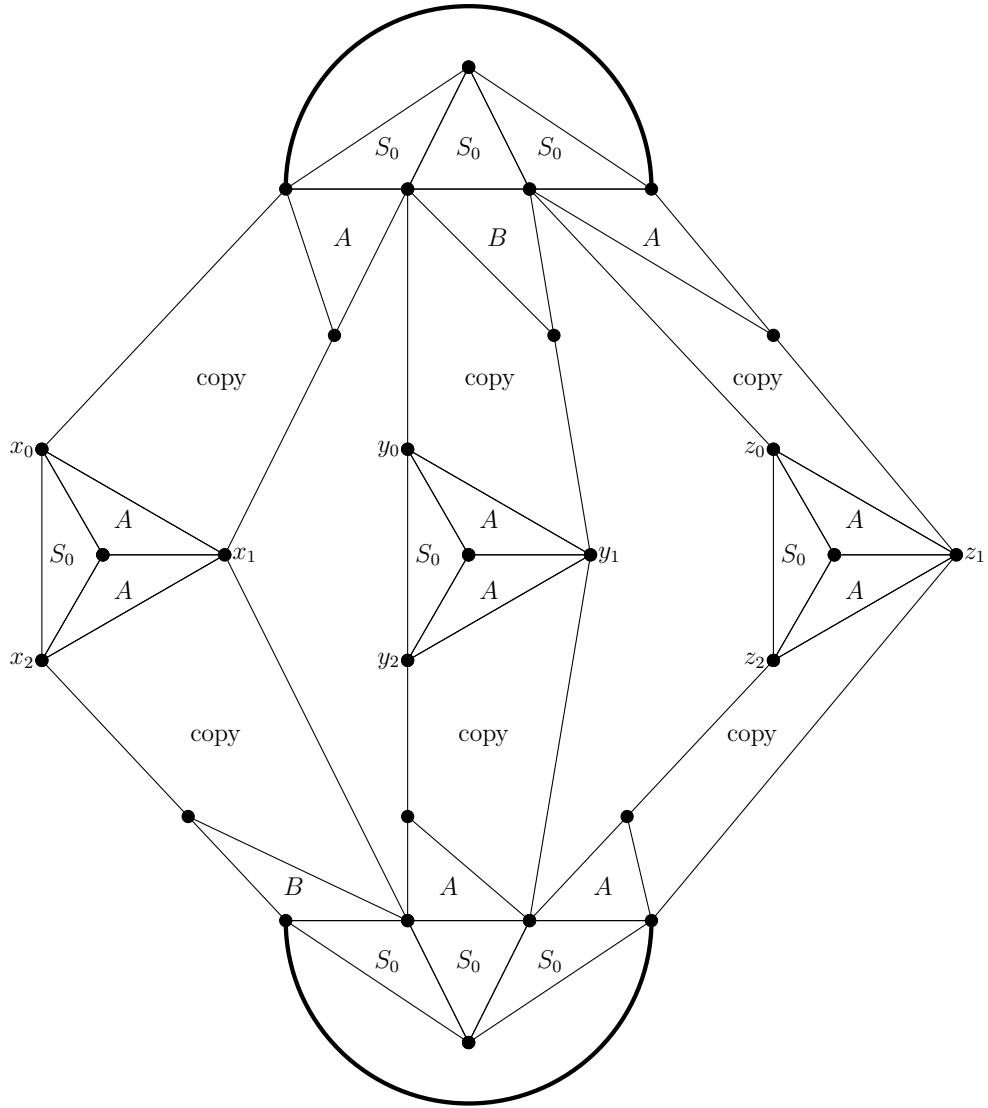 S₀ S₀ S₀
A B A
copy copy copy
x₀ y₀ z₀
A A A
S₀ x₁ S₀ y₁ S₀ z₁
A A A
x₂ y₂ z₂
copy copy copy
B A A
S₀ S₀ S₀